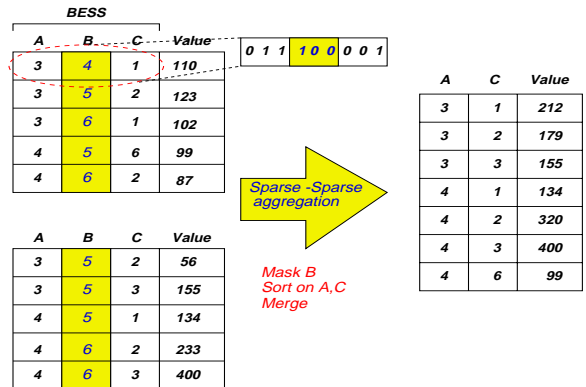 BESS
A B C Value
3 4 1 110
3 5 2 123
3 6 1 102
4 5 6 99
4 6 2 87
0 1 1 1 0 0 0 0 1
A B C Value
3 5 2 56
3 5 3 155
4 5 1 134
4 6 2 233
4 6 3 400
Sparse -Sparse
aggregation
Mask B
Sort on A,C
Merge
A C Value
3 1 212
3 2 179
3 3 155
4 1 134
4 2 320
4 3 400
4 6 99